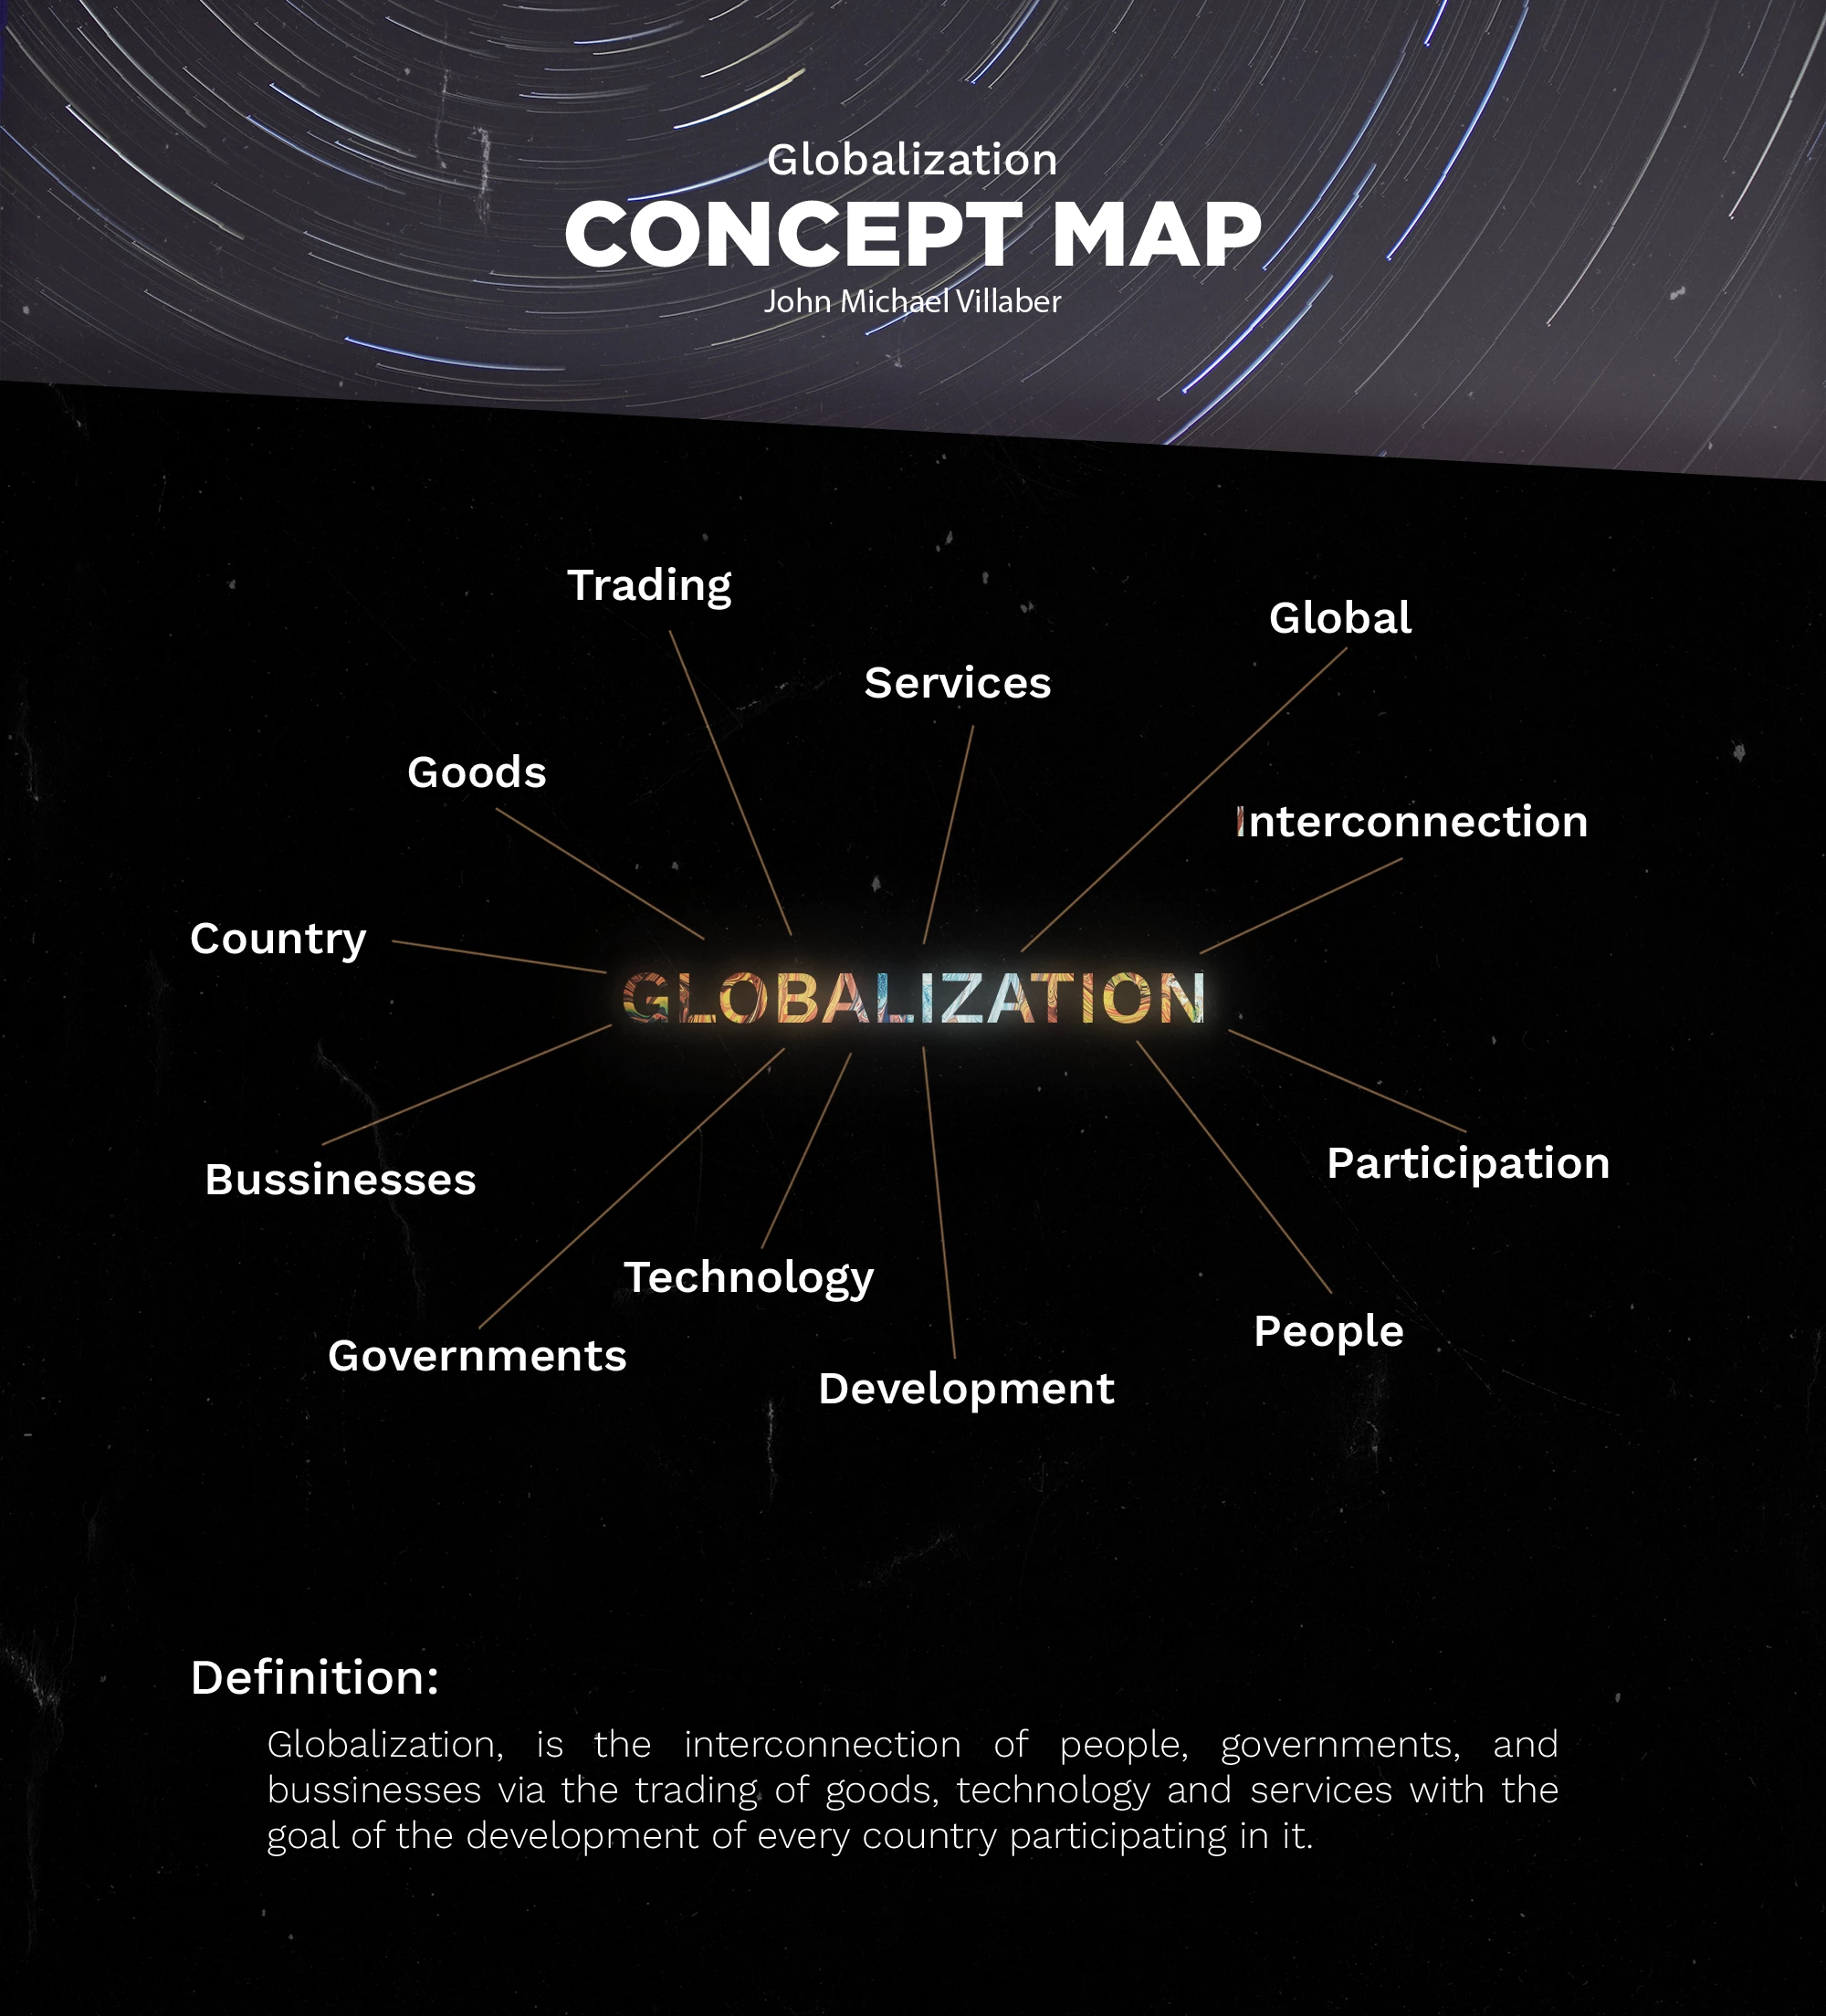 Globalization
CONCEPT MAP
John Michael Villaber
Trading
Global
Services
Goods
Interconnection
Country
GLOBALIZATION
Bussinesses
Participation
Technology
People
Governments
Development
Definition:
Globalization, is the interconnection of people, governments, and
bussinesses via the trading of goods, technology and services with the
goal of the development of every country participating in it.